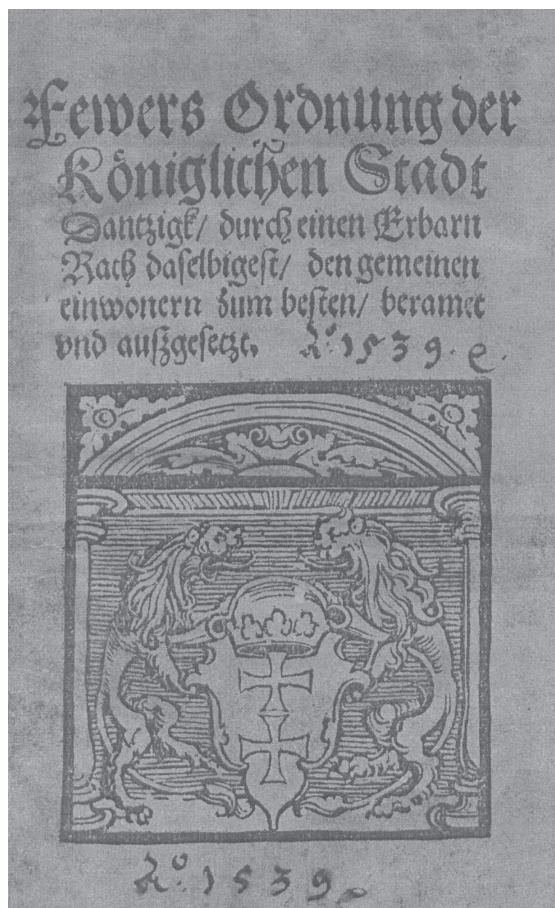 Fewers Ordnung der
Königlichen Stadt
Dantzigk/ durch einen Erbarn
Rath daselbigest/ den gemeinen
einwonern zum besten/ beramet
vnd außgesetzt. Aº. 1539.
Aº. 1539.